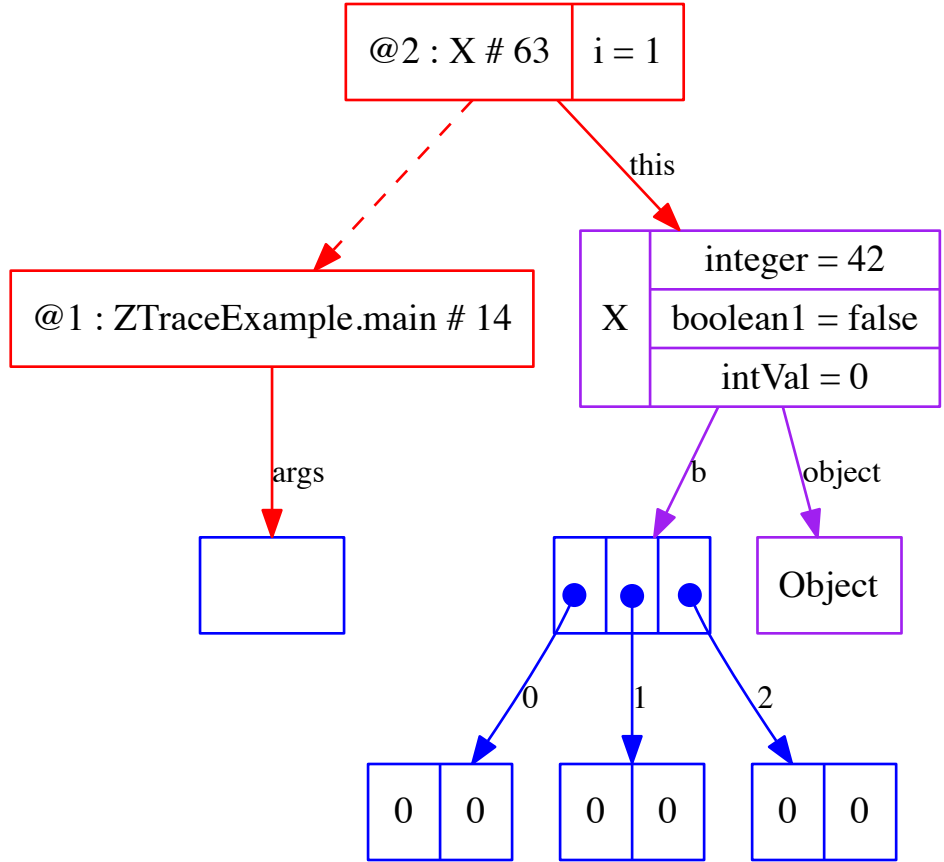 @2 : X # 63
i = 1
this
@1 : ZTraceExample.main # 14
X
integer = 42
boolean1 = false
intVal = 0
args
b
object
Object
0
1
2
0 0
0 0
0 0